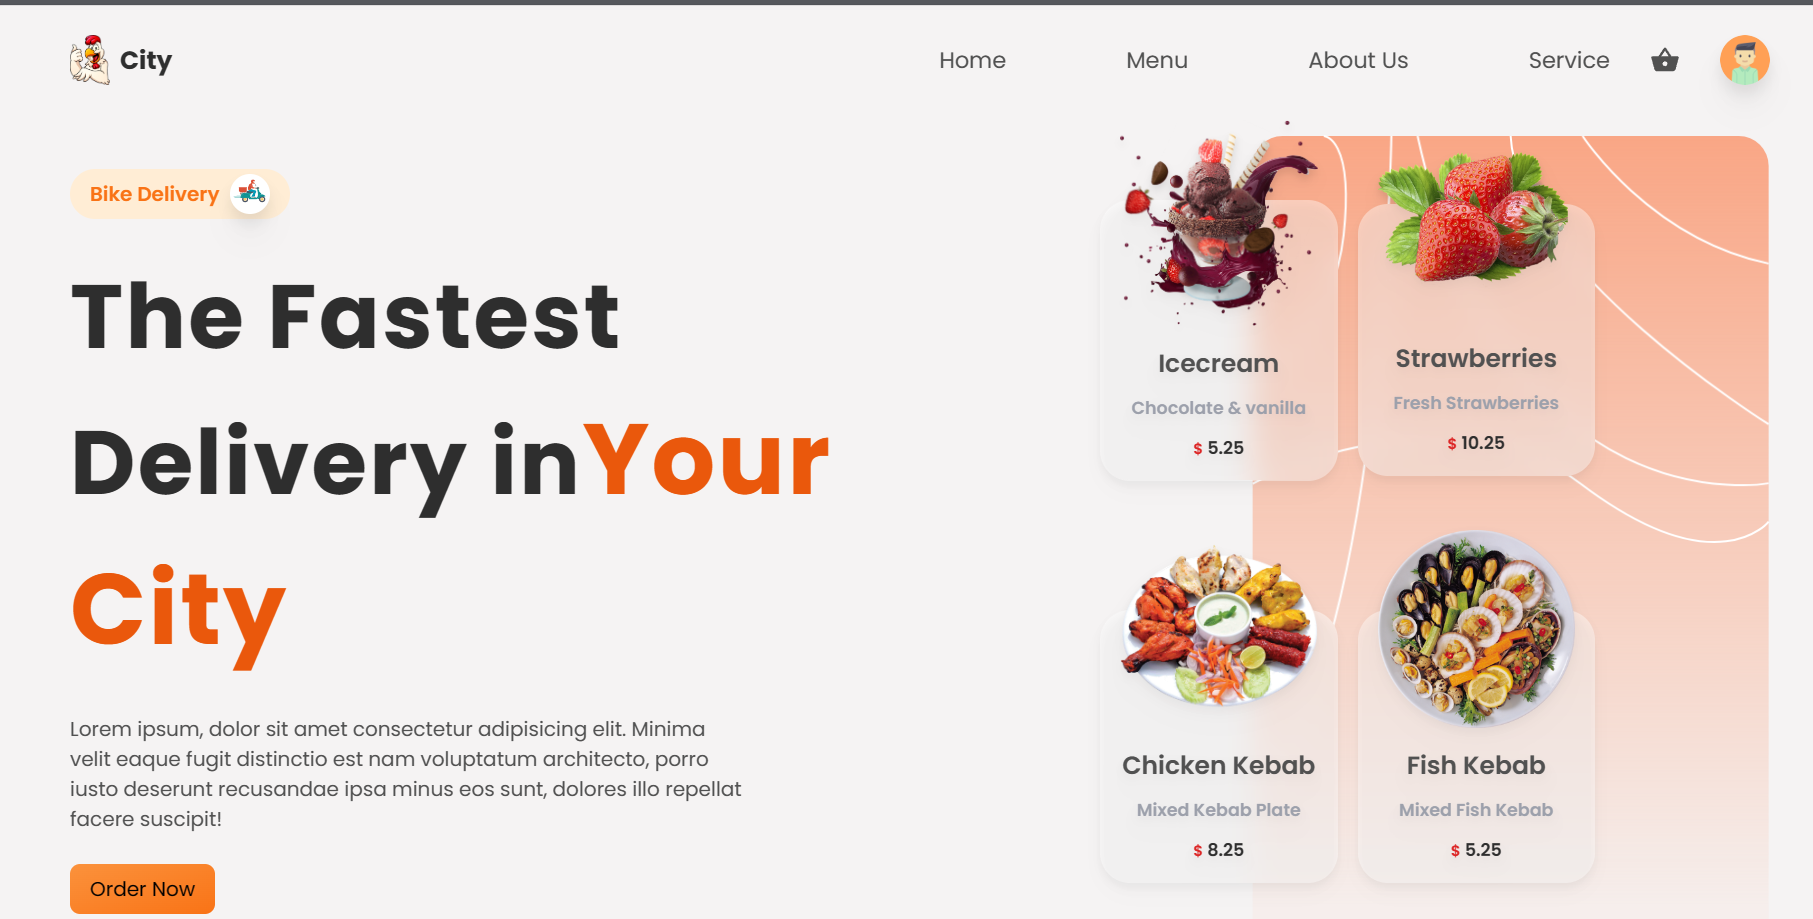 City
Home
Menu
About Us
Service
Bike Delivery
The Fastest
Delivery inYour
City
Lorem ipsum, dolor sit amet consectetur adipisicing elit. Minima
velit eaque fugit distinctio est nam voluptatum architecto, porro
iusto deserunt recusandae ipsa minus eos sunt, dolores illo repellat
facere suscipit!
Order Now
Icecream
Chocolate & vanilla
$ 5.25
Strawberries
Fresh Strawberries
$ 10.25
Chicken Kebab
Mixed Kebab Plate
$ 8.25
Fish Kebab
Mixed Fish Kebab
$ 5.25